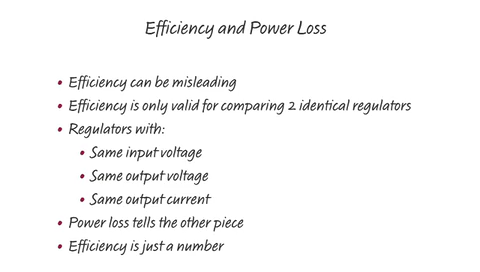 Efficiency and Power Loss
• Efficiency can be misleading
• Efficiency is only valid for comparing 2 identical regulators
• Regulators with:
• Same input voltage
• Same output voltage
• Same output current
• Power loss tells the other piece
• Efficiency is just a number